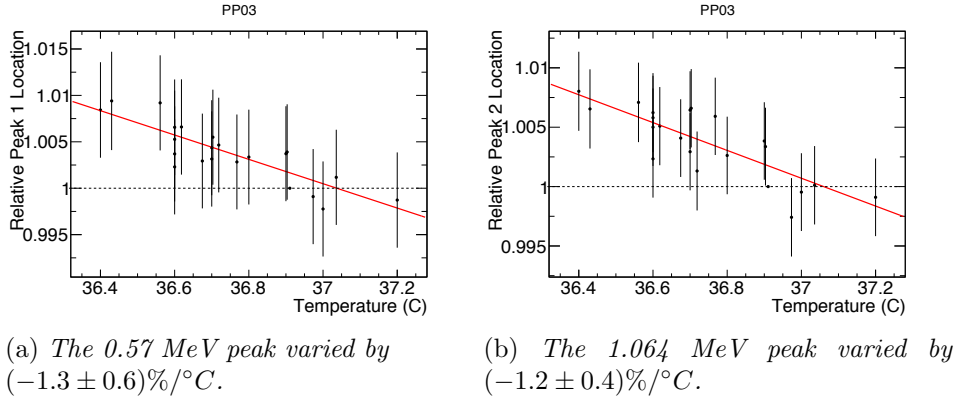 PP03
Relative Peak 1 Location
1.015
1.01
1.005
1
0.995
36.4 36.6 36.8 37 37.2
Temperature (C)
(a) The 0.57 MeV peak varied by
(−1.3 ± 0.6)%/°C.
PP03
Relative Peak 2 Location
1.01
1.005
1
0.995
36.4 36.6 36.8 37 37.2
Temperature (C)
(b) The 1.064 MeV peak varied by
(−1.2 ± 0.4)%/°C.